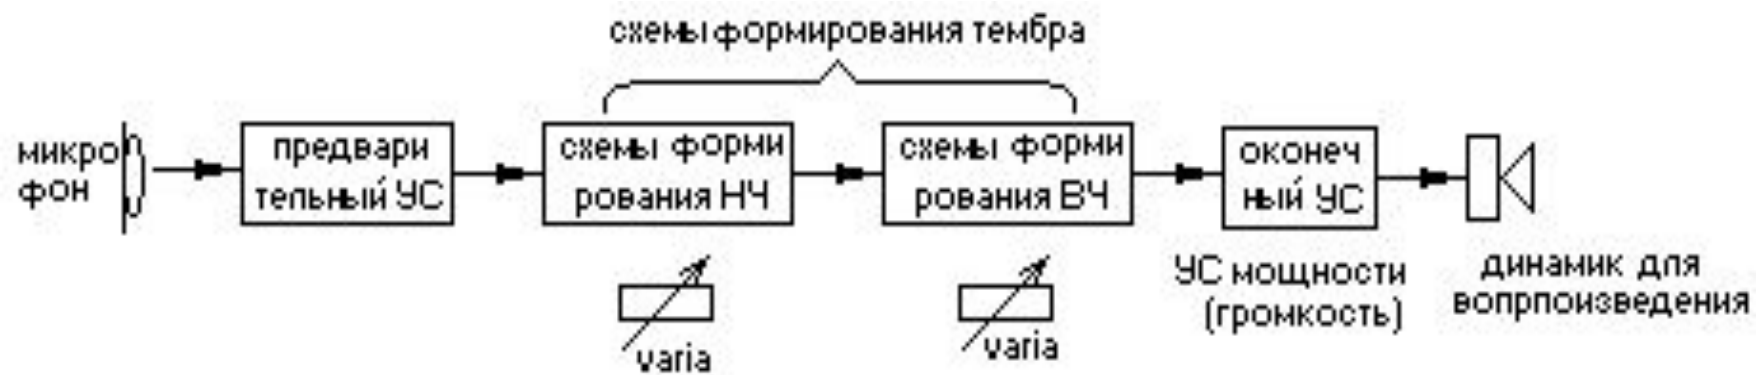 схемы формирования тембра
микро
фон
предвари
тельный УС
схемы форми
рования НЧ
схемы форми
рования ВЧ
оконеч
ный УС
varia
varia
УС мощности
(громкость)
динамик для
вопрпоизведения